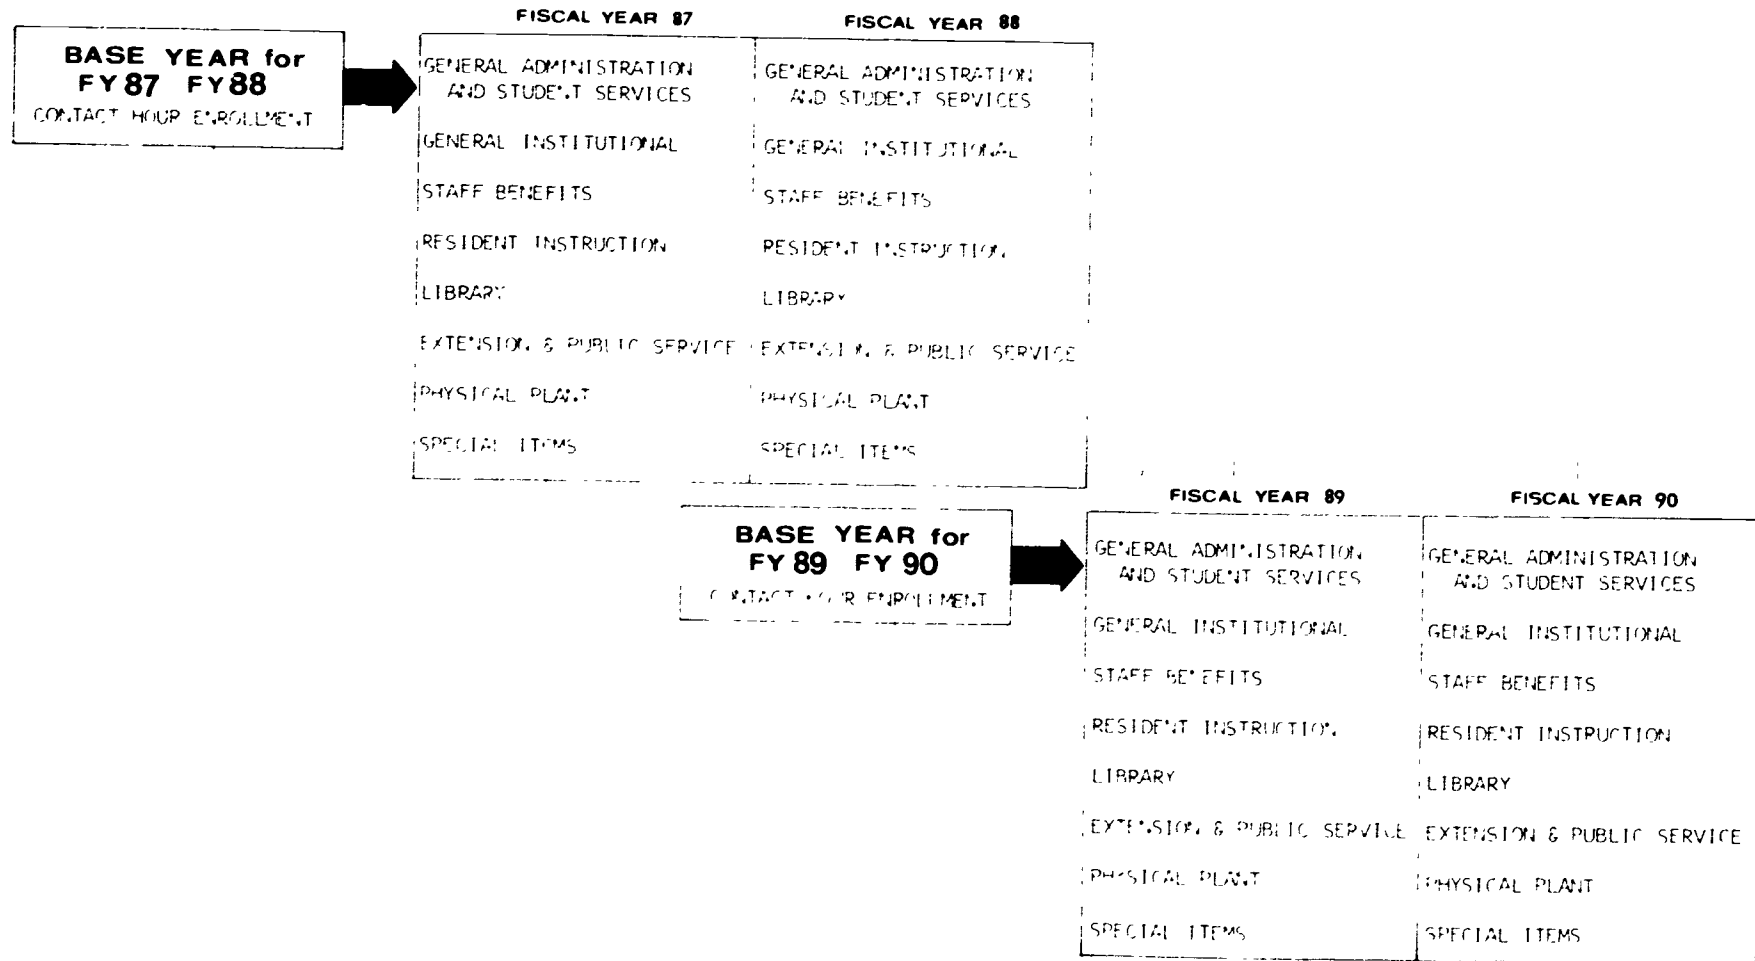 FISCAL YEAR 87
FISCAL YEAR 88
BASE YEAR for
FY 87 FY 88
CONTACT HOUR ENROLLMENT
GENERAL ADMINISTRATION
AND STUDENT SERVICES
GENERAL INSTITUTIONAL
STAFF BENEFITS
RESIDENT INSTRUCTION
LIBRARY
EXTENSION & PUBLIC SERVICE
PHYSICAL PLANT
SPECIAL ITEMS
GENERAL ADMINISTRATION
AND STUDENT SERVICES
GENERAL INSTITUTIONAL
STAFF BENEFITS
RESIDENT INSTRUCTION
LIBRARY
EXTENSION & PUBLIC SERVICE
PHYSICAL PLANT
SPECIAL ITEMS
FISCAL YEAR 89
FISCAL YEAR 90
BASE YEAR for
FY 89 FY 90
CONTACT HOUR ENROLLMENT
GENERAL ADMINISTRATION
AND STUDENT SERVICES
GENERAL INSTITUTIONAL
STAFF BENEFITS
RESIDENT INSTRUCTION
LIBRARY
EXTENSION & PUBLIC SERVICE
PHYSICAL PLANT
SPECIAL ITEMS
GENERAL ADMINISTRATION
AND STUDENT SERVICES
GENERAL INSTITUTIONAL
STAFF BENEFITS
RESIDENT INSTRUCTION
LIBRARY
EXTENSION & PUBLIC SERVICE
PHYSICAL PLANT
SPECIAL ITEMS